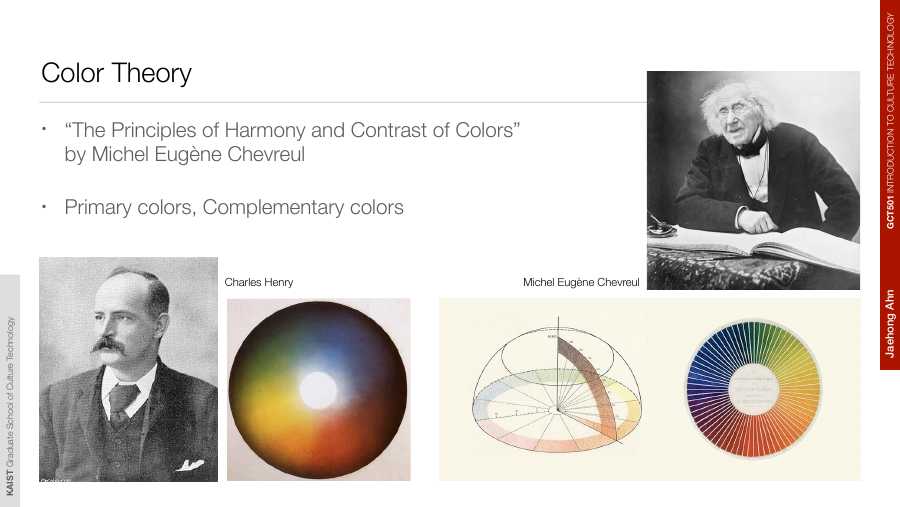 Color Theory
• “The Principles of Harmony and Contrast of Colors”
by Michel Eugène Chevreul
• Primary colors, Complementary colors
Charles Henry
Michel Eugène Chevreul
KAIST Graduate School of Culture Technology
GCT501 INTRODUCTION TO CULTURE TECHNOLOGY
Jaehong Ahn